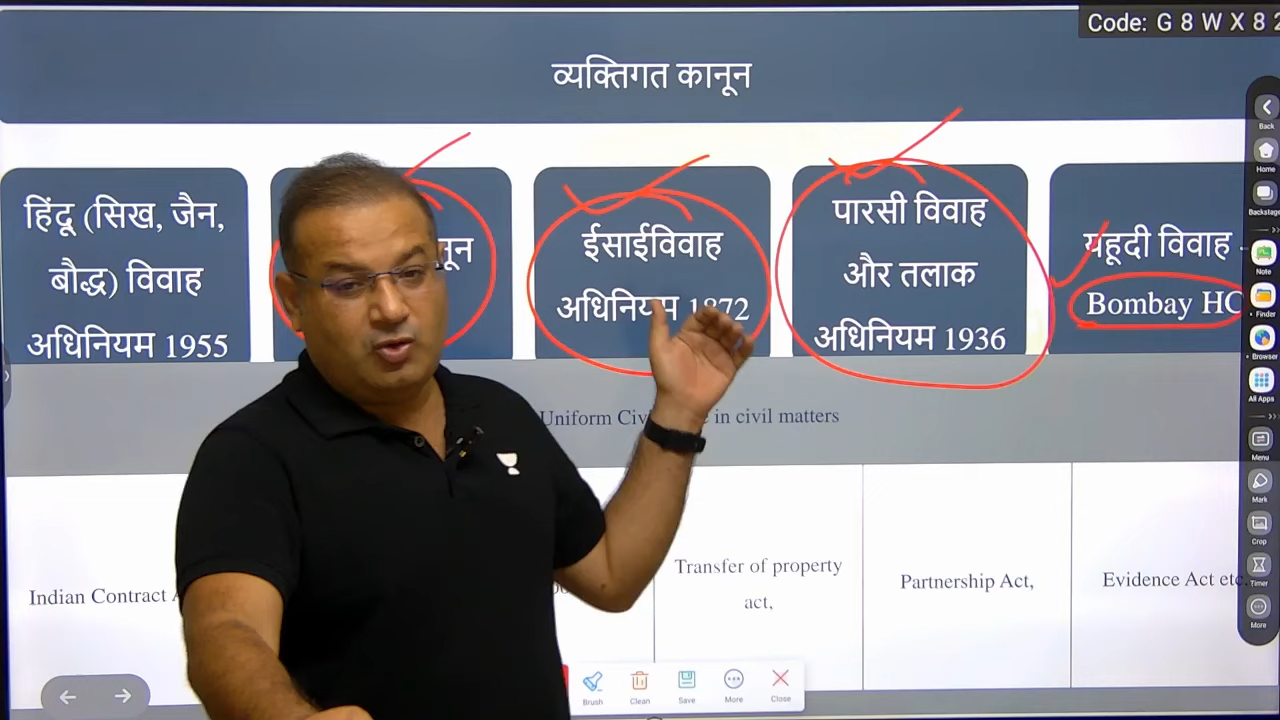 Code: G 8 W X 8 2
व्यक्तिगत कानून
हिंदू (सिख, जैन,
बौद्ध) विवाह
अधिनियम 1955
ईसाईविवाह
अधिनियम 1872
पारसी विवाह
और तलाक
अधिनियम 1936
यहूदी विवाह -
Bombay HC
Uniform in civil matters
Indian Contract
Transfer of property
act,
Partnership Act,
Evidence Act etc.
Back
Home
Backstage
Note
Finder
Browser
All Apps
Menu
Mark
Crop
Timer
More
Brush
Clean
Save
More
Close